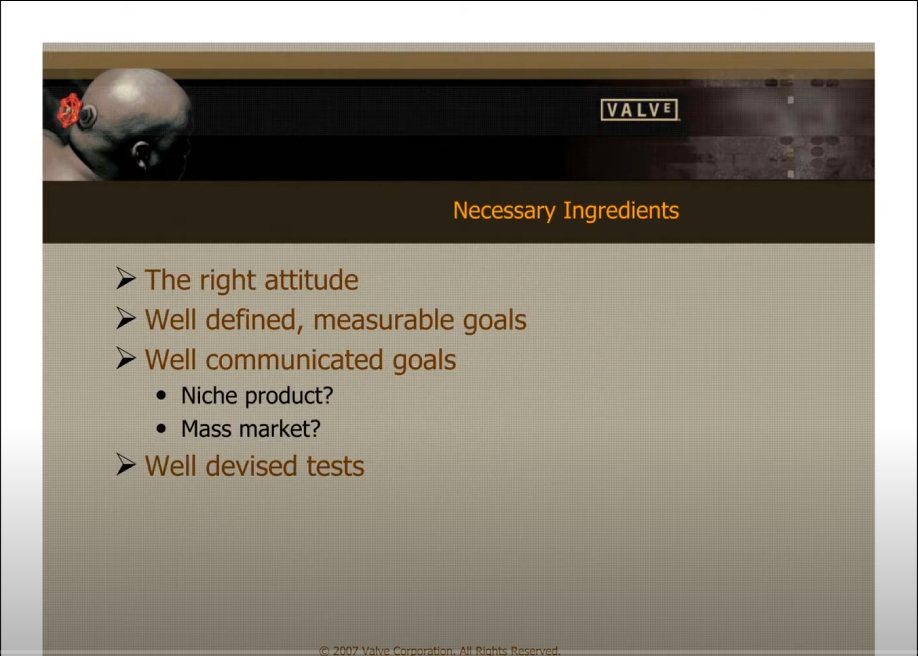 VALVE
Necessary Ingredients
The right attitude
Well defined, measurable goals
Well communicated goals
Niche product?
Mass market?
Well devised tests
© 2007 Valve Corporation. All Rights Reserved.